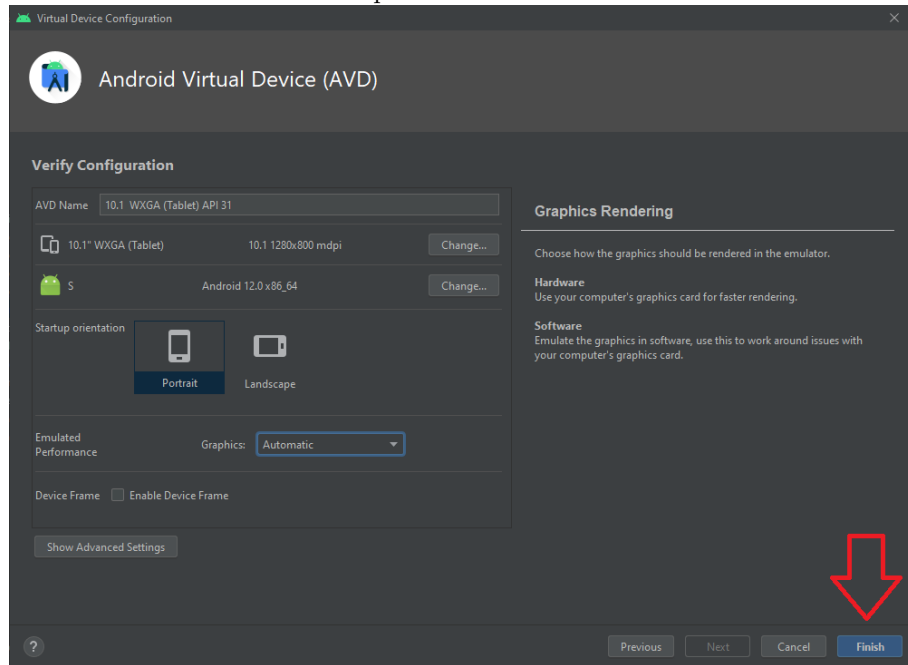 Virtual Device Configuration
Android Virtual Device (AVD)
Verify Configuration
AVD Name 10.1 WXGA (Tablet) API 31
10.1" WXGA (Tablet) 10.1 1280x800 mdpi Change...
S Android 12.0 x86_64 Change...
Startup orientation
Portrait Landscape
Emulated
Performance
Graphics: Automatic
Device Frame Enable Device Frame
Show Advanced Settings
Graphics Rendering
Choose how the graphics should be rendered in the emulator.
Hardware
Use your computer's graphics card for faster rendering.
Software
Emulate the graphics in software, use this to work around issues with
your computer's graphics card.
? Previous Next Cancel Finish